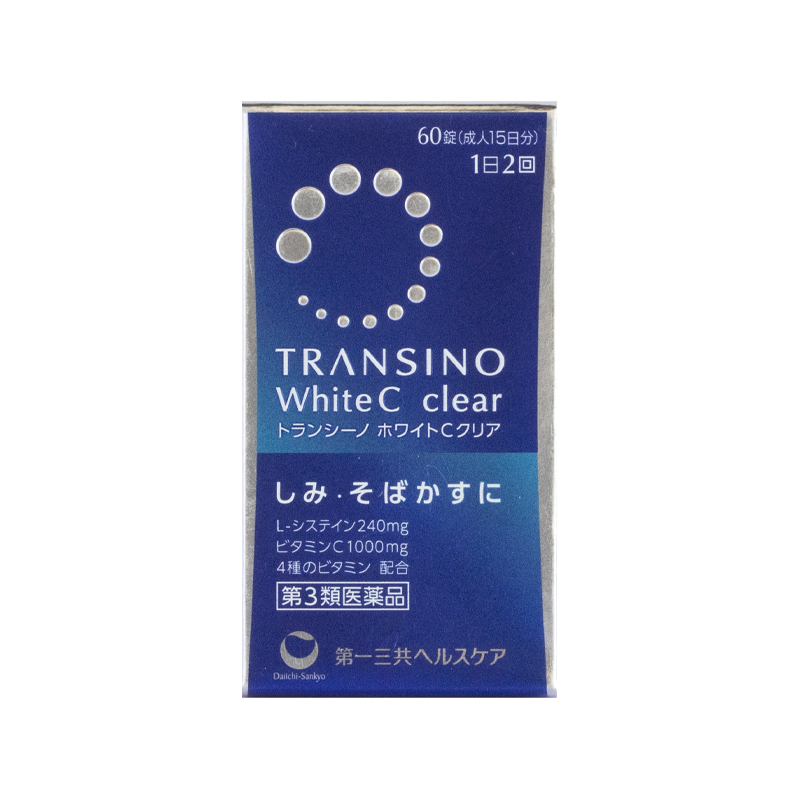 60錠(成人15日分)
1日2回
TRANSINO
White C clear
トランシーノ ホワイトCクリア
しみ・そばかすに
L-システイン240mg
ビタミンC1000mg
4種のビタミン 配合
第3類医薬品
第一三共ヘルスケア
Daiichi-Sankyo